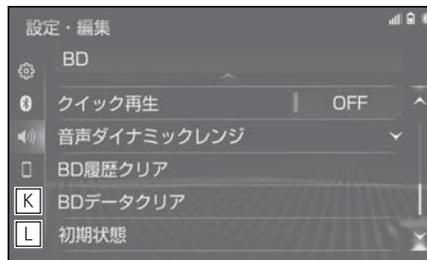 設定・編集
BD
クイック再生 OFF
音声ダイナミックレンジ
BD履歴クリア
K BDデータクリア
L 初期状態